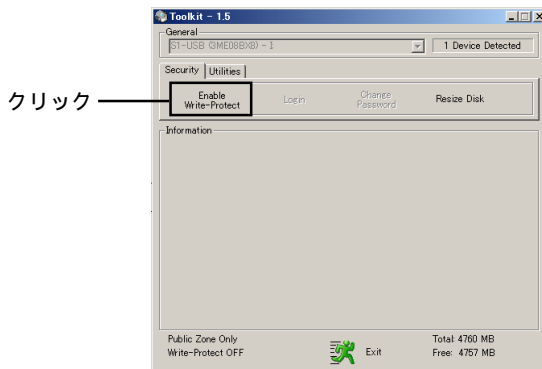 Toolkit - 1.5
General
S1-USB (3ME08BX8) - I
1 Device Detected
Security
Utilities
クリック
Enable
Write-Protect
Login
Change
Password
Resize Disk
Information
Public Zone Only
Write-Protect OFF
Exit
Total: 4760 MB
Free: 4757 MB